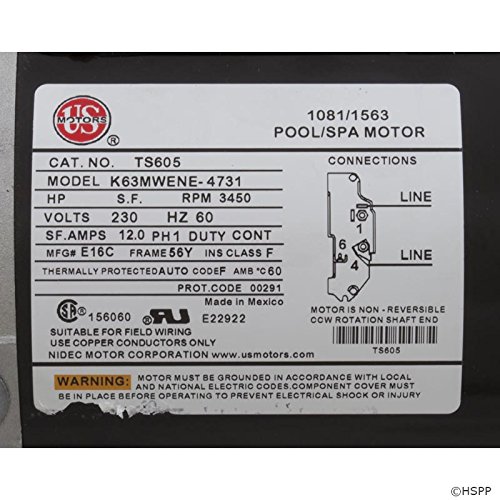 US
MOTORS
®
1081/1563
POOL/SPA MOTOR
CAT. NO. TS605
MODEL K63MWENE-4731
HP S.F. RPM 3450
VOLTS 230 HZ 60
SF.AMPS 12.0 PH1 DUTY CONT
MFG# E16C FRAME 56Y INS CLASS F
THERMALLY PROTECTED AUTO CODE F AMB °C 60
PROT.CODE 00291
Made in Mexico
SA ® 156060 RU E22922
SUITABLE FOR FIELD WIRING
USE COPPER CONDUCTORS ONLY
NIDEC MOTOR CORPORATION www.usmotors.com
CONNECTIONS
LINE
1
6
4
LINE
MOTOR IS NON - REVERSIBLE
CCW ROTATION SHAFT END
TS605
WARNING: MOTOR MUST BE GROUNDED IN ACCORDANCE WITH LOCAL
AND NATIONAL ELECTRIC CODES.COMPONENT COVER MUST
BE IN PLACE TO PREVENT ELECTRICAL SHOCK OR INJURY
©HSPP